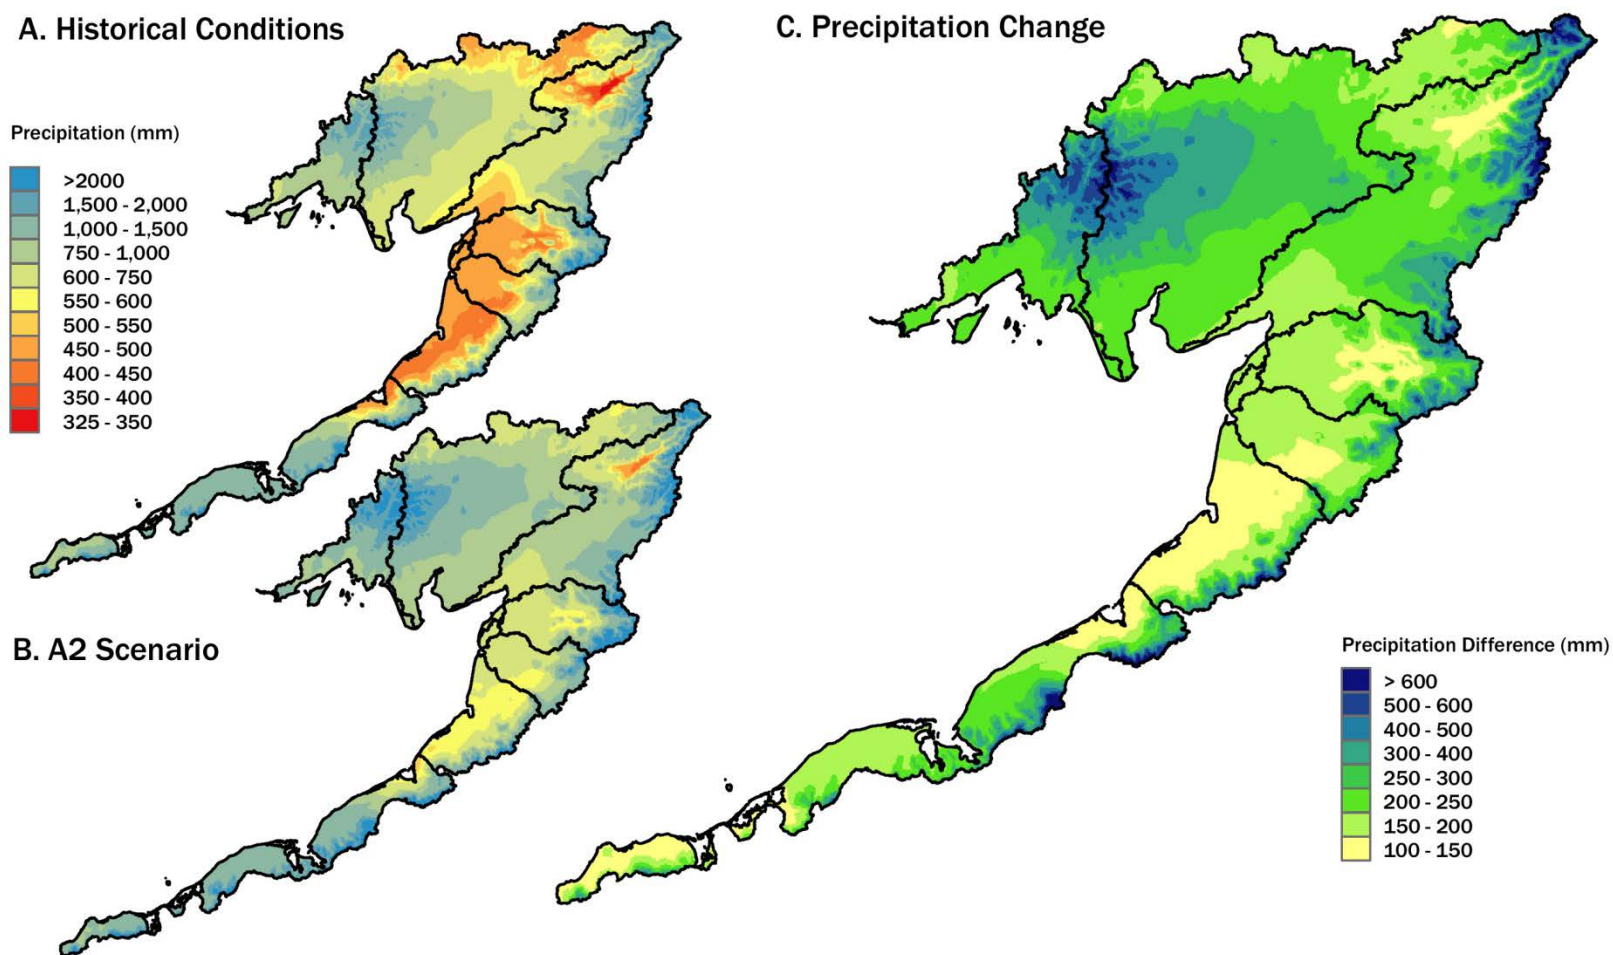 A. Historical Conditions
C. Precipitation Change
Precipitation (mm)
>2000
1,500 - 2,000
1,000 - 1,500
750 - 1,000
600 - 750
550 - 600
500 - 550
450 - 500
400 - 450
350 - 400
325 - 350
B. A2 Scenario
Precipitation Difference (mm)
> 600
500 - 600
400 - 500
300 - 400
250 - 300
200 - 250
150 - 200
100 - 150